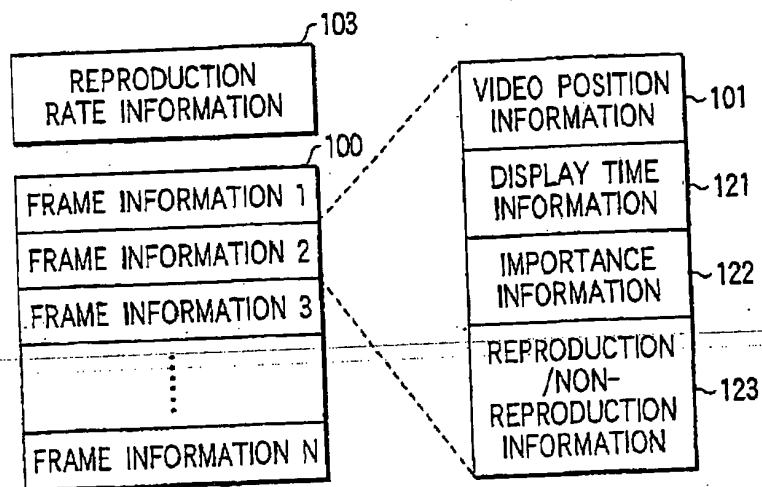 103
REPRODUCTION
RATE INFORMATION
100
FRAME INFORMATION 1
FRAME INFORMATION 2
FRAME INFORMATION 3
FRAME INFORMATION N
VIDEO POSITION
INFORMATION
101
DISPLAY TIME
INFORMATION
121
IMPORTANCE
INFORMATION
122
REPRODUCTION
/NON-
REPRODUCTION
INFORMATION
123